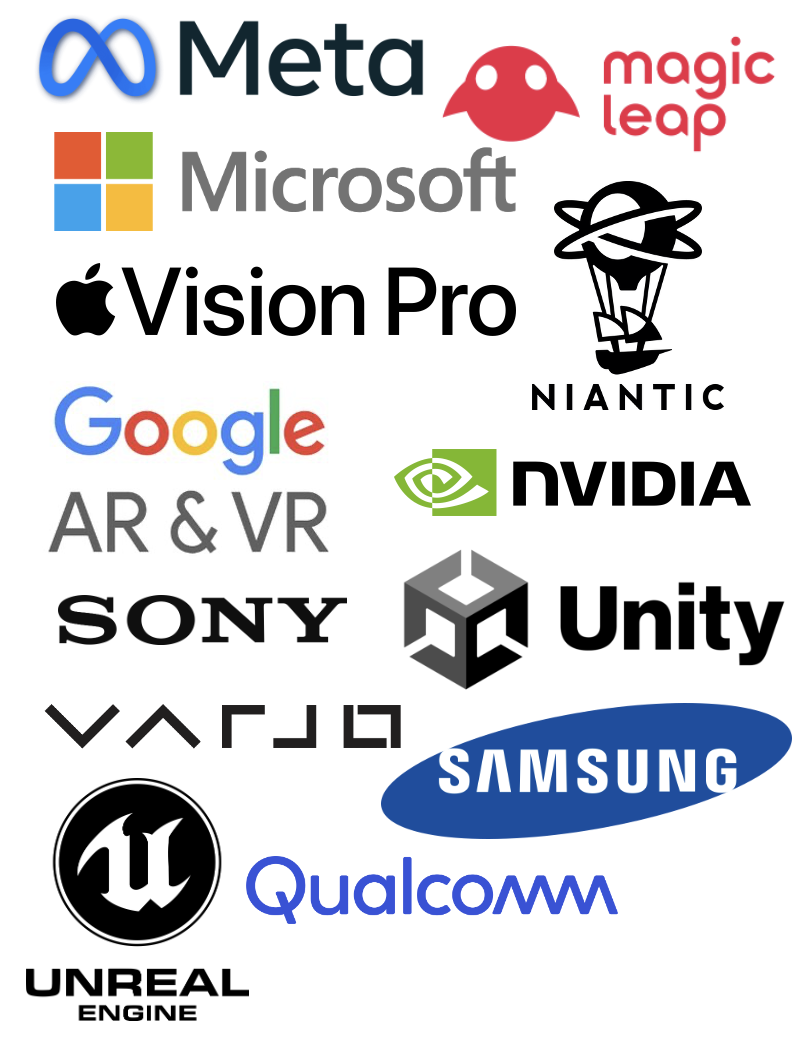 Meta
magic
leap
Microsoft
Vision Pro
NIANTIC
Google
AR & VR
NVIDIA
SONY
Unity
VARJO
SAMSUNG
Qualcomm
UNREAL
ENGINE